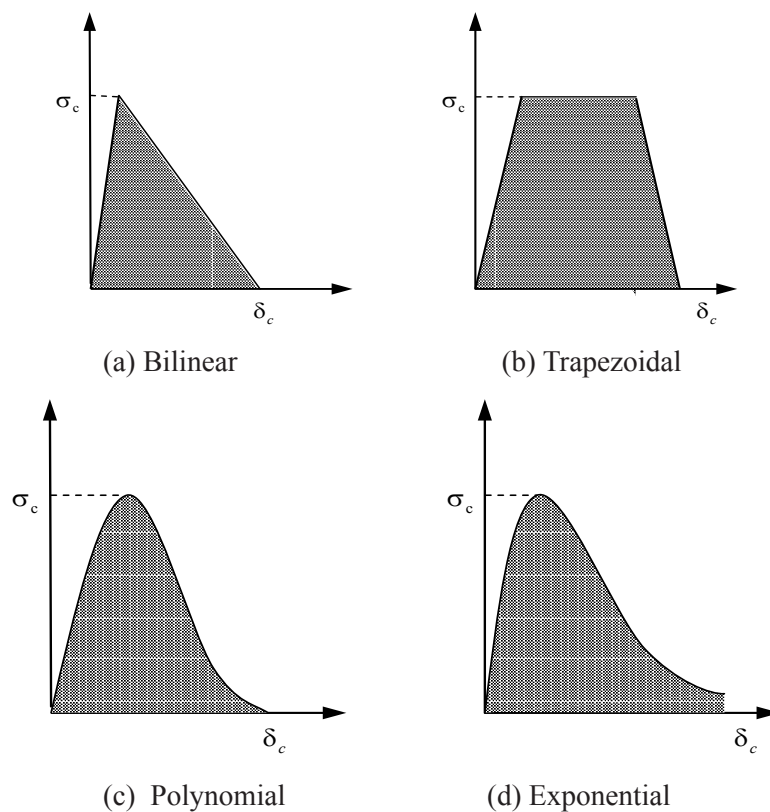 σc
σc
δc
δc
(a) Bilinear
(b) Trapezoidal
σc
σc
δc
δc
(c) Polynomial
(d) Exponential